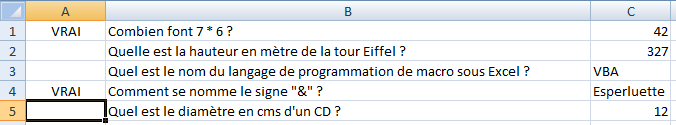 A B C
1 VRAI Combien font 7 * 6 ? 42
2 Quelle est la hauteur en mètre de la tour Eiffel ? 327
3 Quel est le nom du langage de programmation de macro sous Excel ? VBA
4 VRAI Comment se nomme le signe "&" ? Esperluette
5 Quel est le diamètre en cms d'un CD ? 12